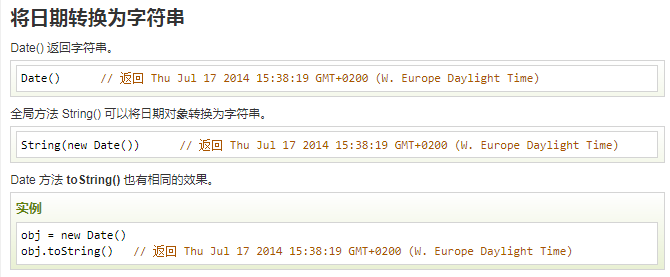 将日期转换为字符串
Date() 返回字符串。
Date()      // 返回 Thu Jul 17 2014 15:38:19 GMT+0200 (W. Europe Daylight Time)
全局方法 String() 可以将日期对象转换为字符串。
String(new Date())      // 返回 Thu Jul 17 2014 15:38:19 GMT+0200 (W. Europe Daylight Time)
Date 方法 toString() 也有相同的效果。
实例
obj = new Date()
obj.toString()   // 返回 Thu Jul 17 2014 15:38:19 GMT+0200 (W. Europe Daylight Time)